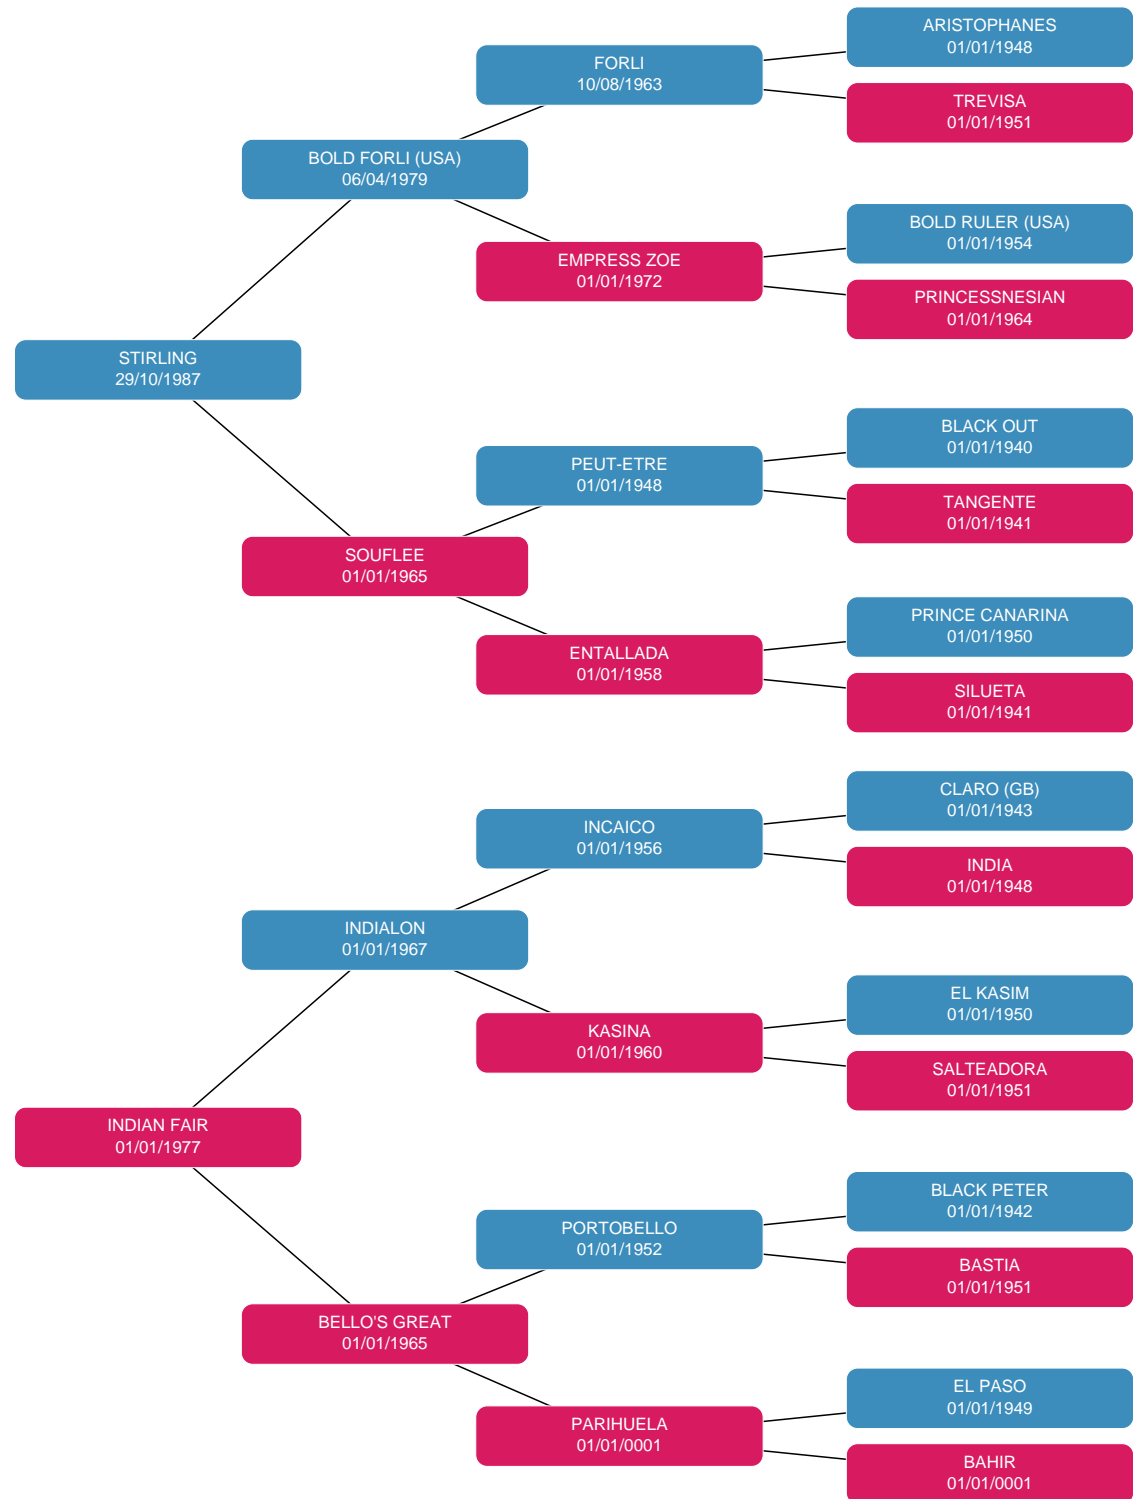 ARISTOPHANES
01/01/1948
FORLI
10/08/1963
TREVISA
01/01/1951
BOLD FORLI (USA)
06/04/1979
BOLD RULER (USA)
01/01/1954
EMPRESS ZOE
01/01/1972
PRINCESSNESIAN
01/01/1964
STIRLING
29/10/1987
BLACK OUT
01/01/1940
PEUT-ETRE
01/01/1948
TANGENTE
01/01/1941
SOUFLEE
01/01/1965
PRINCE CANARINA
01/01/1950
ENTALLADA
01/01/1958
SILUETA
01/01/1941
CLARO (GB)
01/01/1943
INCAICO
01/01/1956
INDIA
01/01/1948
INDIALON
01/01/1967
EL KASIM
01/01/1950
KASINA
01/01/1960
SALTEADORA
01/01/1951
INDIAN FAIR
01/01/1977
BLACK PETER
01/01/1942
PORTOBELLO
01/01/1952
BASTIA
01/01/1951
BELLO'S GREAT
01/01/1965
EL PASO
01/01/1949
PARIHUELA
01/01/0001
BAHIR
01/01/0001